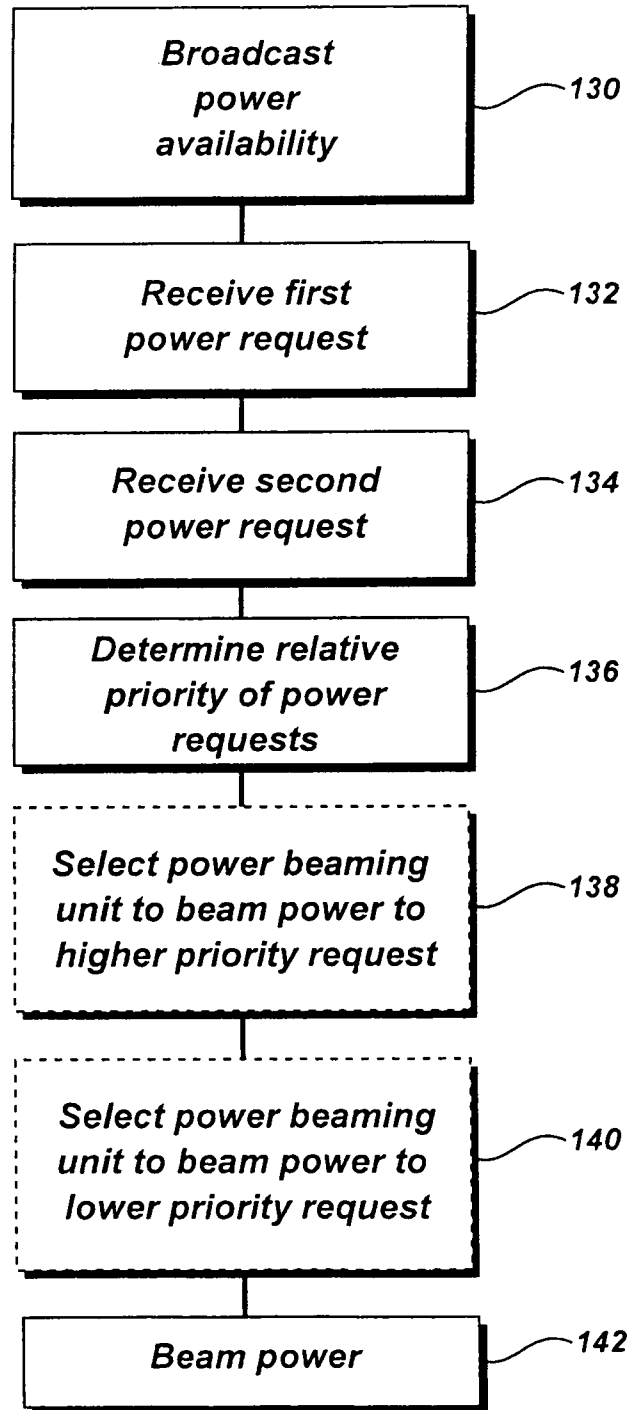 Broadcast
power
availability
130
Receive first
power request
132
Receive second
power request
134
Determine relative
priority of power
requests
136
Select power beaming
unit to beam power to
higher priority request
138
Select power beaming
unit to beam power to
lower priority request
140
Beam power
142